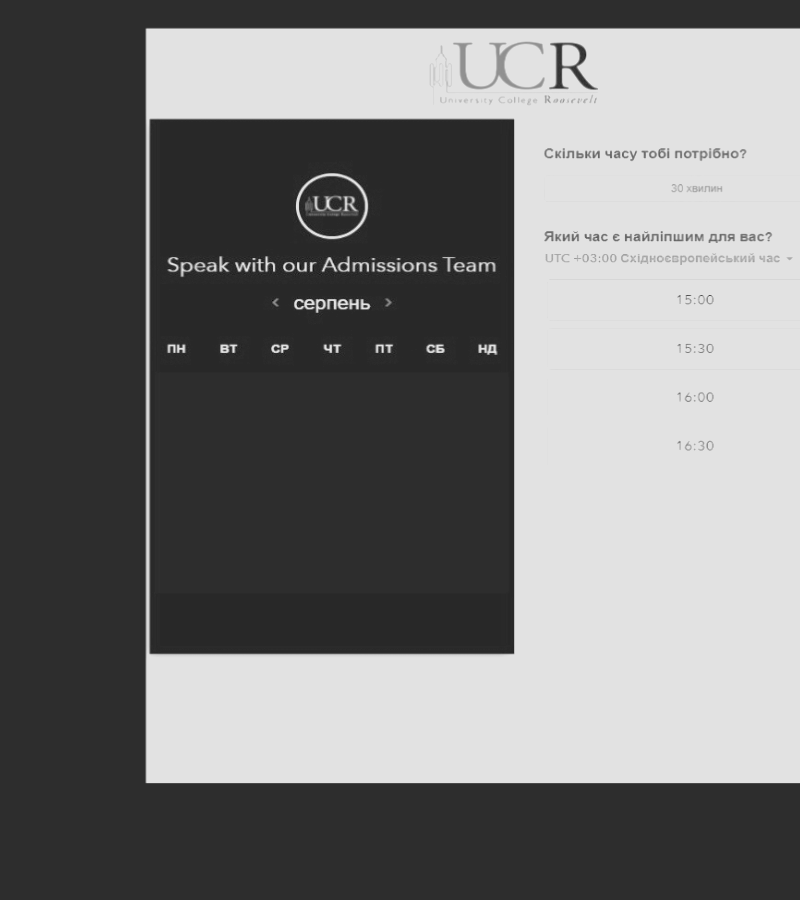 UCR
University College Roosevelt
UCR
Speak with our Admissions Team
< серпень >
ПН ВТ СР ЧТ ПТ СБ НД
Скільки часу тобі потрібно?
30 хвилин
Який час є найліпшим для вас?
UTC +03:00 Східноєвропейський час
15:00
15:30
16:00
16:30